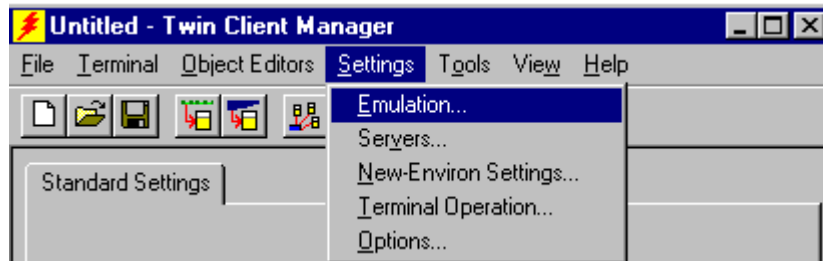 Untitled - Twin Client Manager
File Terminal Object Editors Settings Tools View Help
Emulation...
Servers...
New-Environ Settings...
Standard Settings
Terminal Operation...
Options...